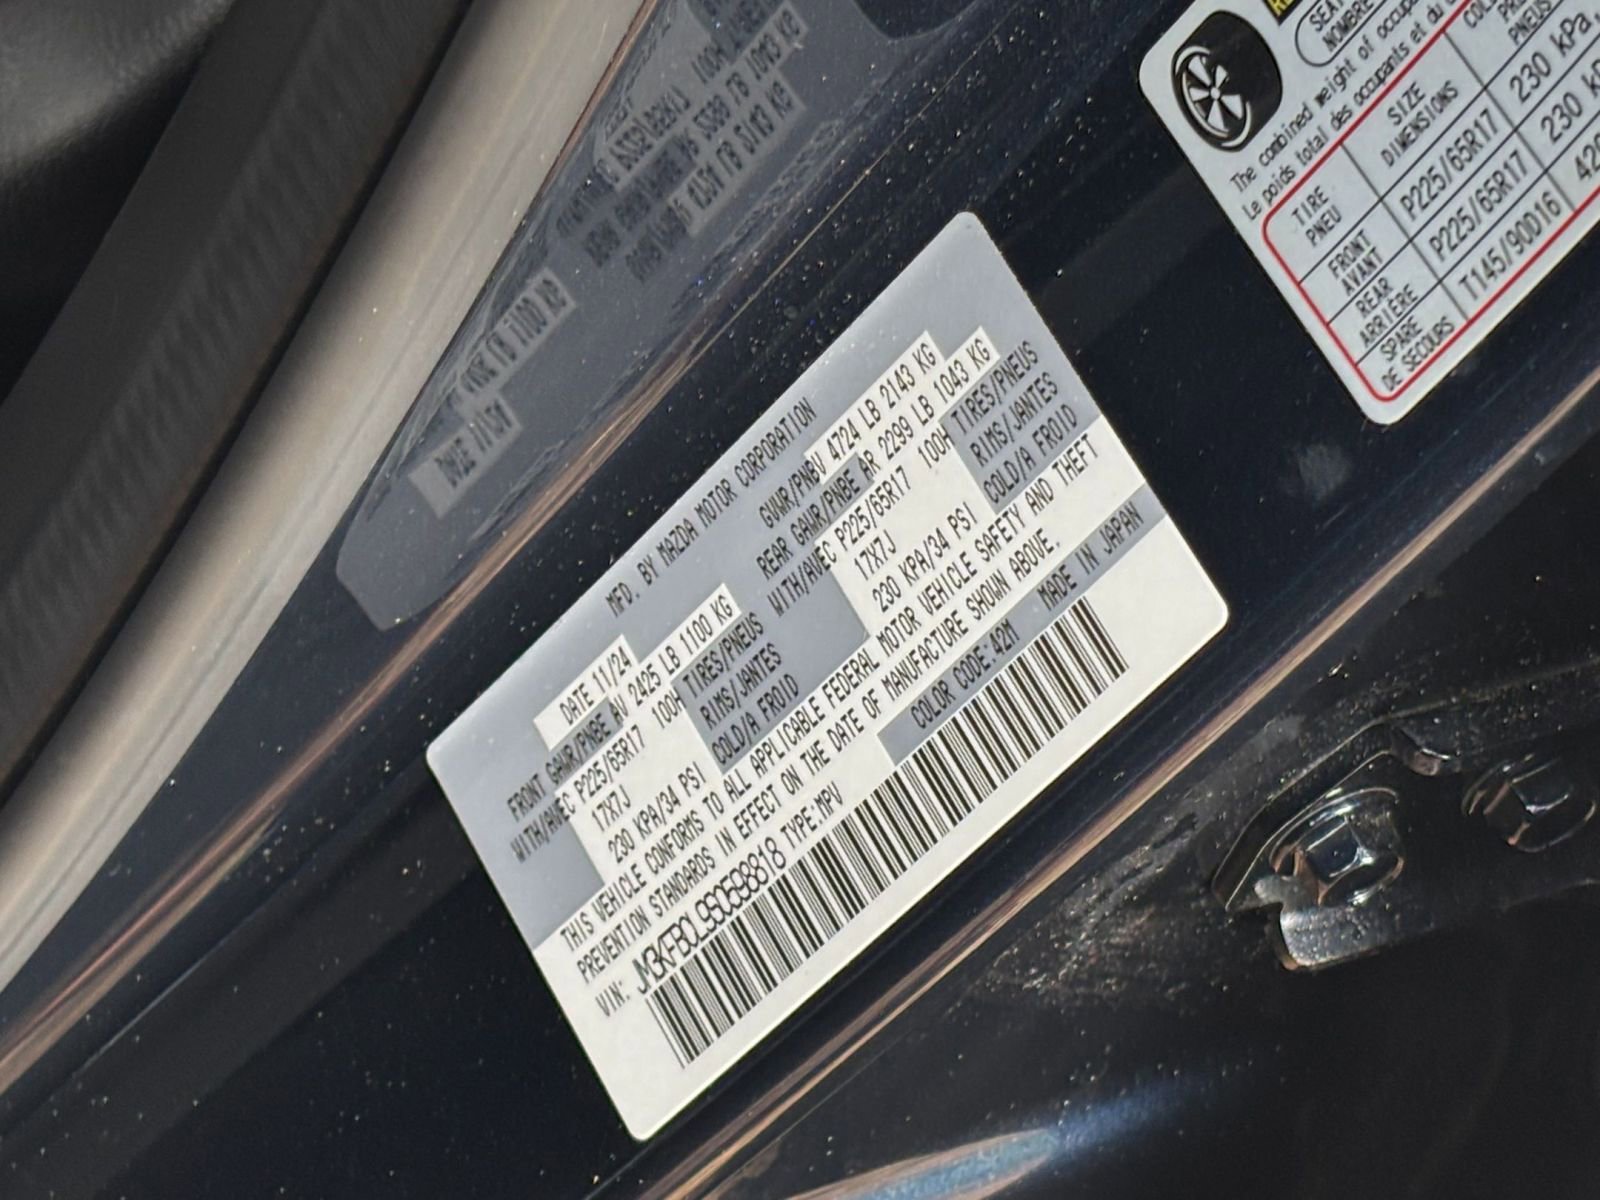 MFD. BY MAZDA MOTOR CORPORATION
DATE 11/24
GVWR/PNBV 4724 LB 2143 KG
FRONT GAWR/PNBE AV 2425 LB 1100 KG
REAR GAWR/PNBE AR 2299 LB 1043 KG
WITH/AVEC P225/65R17 100H TIRES/PNEUS
WITH/AVEC P225/65R17 100H TIRES/PNEUS
17X7J RIMS/JANTES
17X7J RIMS/JANTES
230 KPA/34 PSI COLD/A FROID
230 KPA/34 PSI COLD/A FROID
THIS VEHICLE CONFORMS TO ALL APPLICABLE FEDERAL MOTOR VEHICLE SAFETY AND THEFT
PREVENTION STANDARDS IN EFFECT ON THE DATE OF MANUFACTURE SHOWN ABOVE.
VIN: JM3KFBCL9S0598818 TYPE:MPV
COLOR CODE:42M MADE IN JAPAN
NOMBRE
The combined weight of
Le poids total des occupants et du
TIRE SIZE
PNEU DIMENSIONS PNEUS
FRONT P225/65R17 230 kPa,
AVANT
REAR P225/65R17 230
ARRIÈRE
SPARE T145/90D16
DE SECOURS